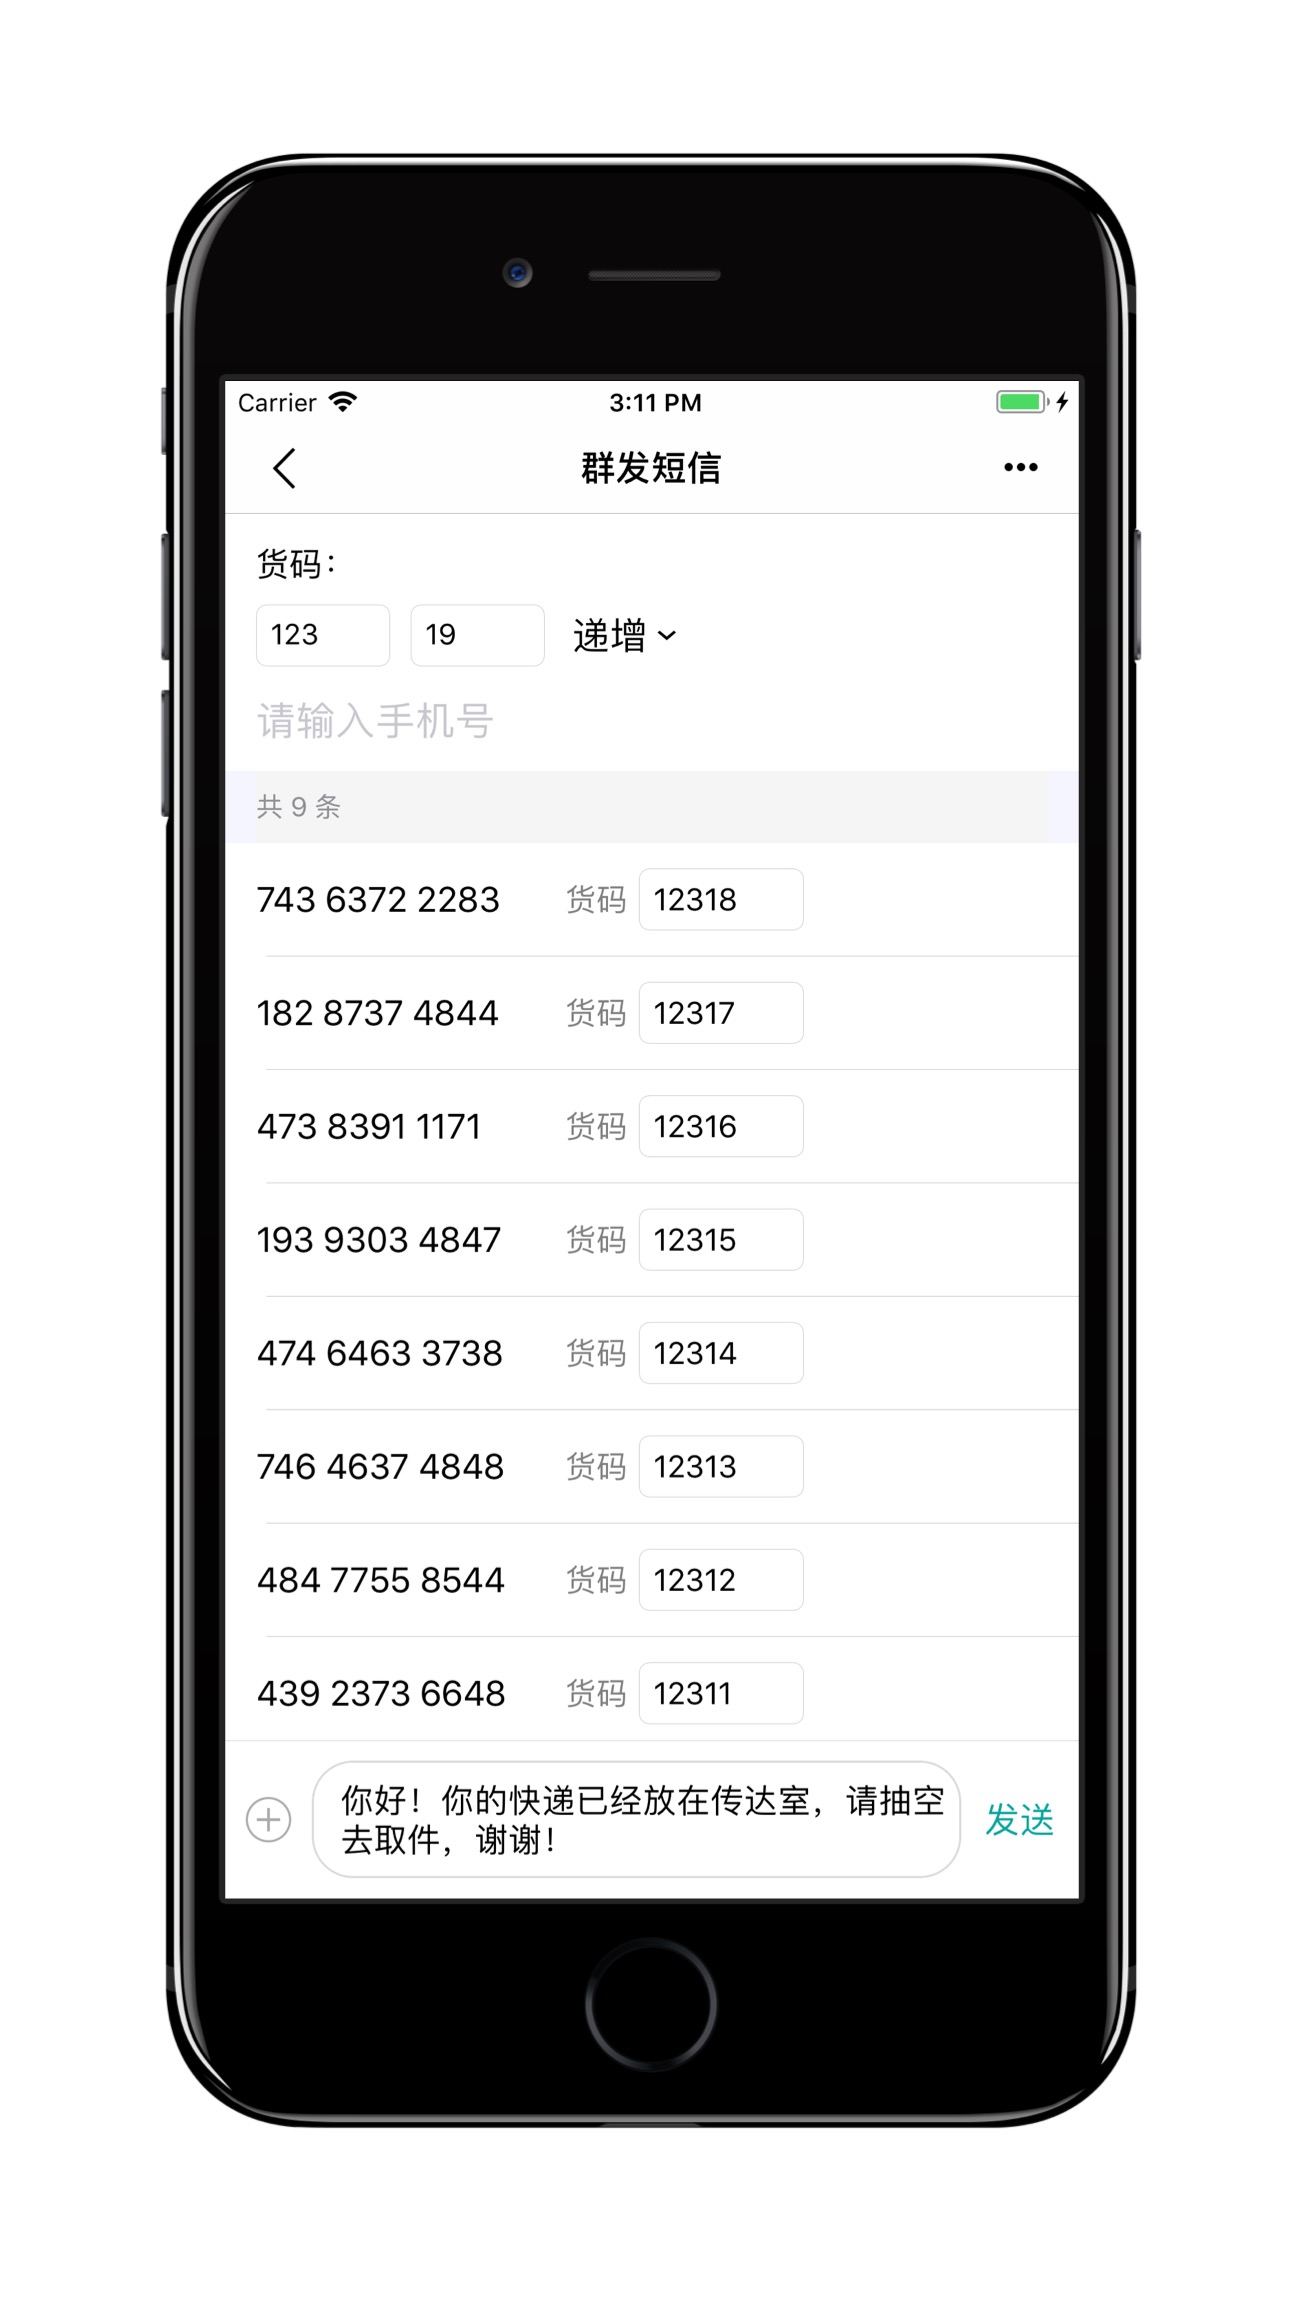 Carrier 3:11 PM
群发短信
货码：
123 19 递增
请输入手机号
共 9 条
743 6372 2283 货码 12318
182 8737 4844 货码 12317
473 8391 1171 货码 12316
193 9303 4847 货码 12315
474 6463 3738 货码 12314
746 4637 4848 货码 12313
484 7755 8544 货码 12312
439 2373 6648 货码 12311
你好！你的快递已经放在传达室，请抽空
去取件，谢谢！
发送